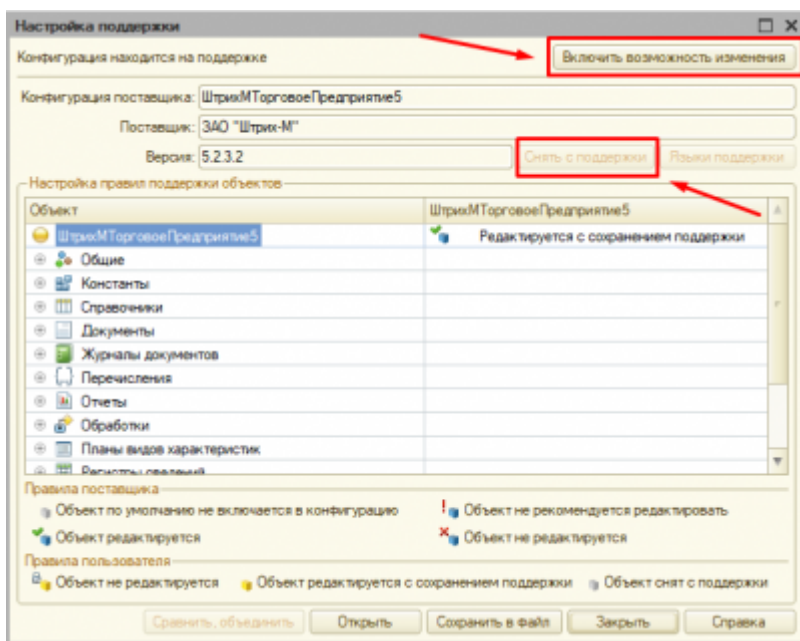 Настройка поддержки
Конфигурация находится на поддержке
Включить возможность изменения
Конфигурация поставщика: ШтрихМТорговоеПредприятие5
Поставщик: ЗАО "Штрих-М"
Версия: 5.2.3.2
Снять с поддержки
Языки поддержки
Настройка правил поддержки объектов
Объект
ШтрихМТорговоеПредприятие5
ШтрихМТорговоеПредприятие5
Редактируется с сохранением поддержки
Общие
Константы
Справочники
Документы
Журналы документов
Перечисления
Отчеты
Обработки
Планы видов характеристик
Регистры сведений
Правила поставщика
Объект по умолчанию не включается в конфигурацию
Объект не рекомендуется редактировать
Объект редактируется
Объект не редактируется
Правила пользователя
Объект не редактируется
Объект редактируется с сохранением поддержки
Объект снят с поддержки
Сравнить, объединить
Открыть
Сохранить в файл
Закрыть
Справка